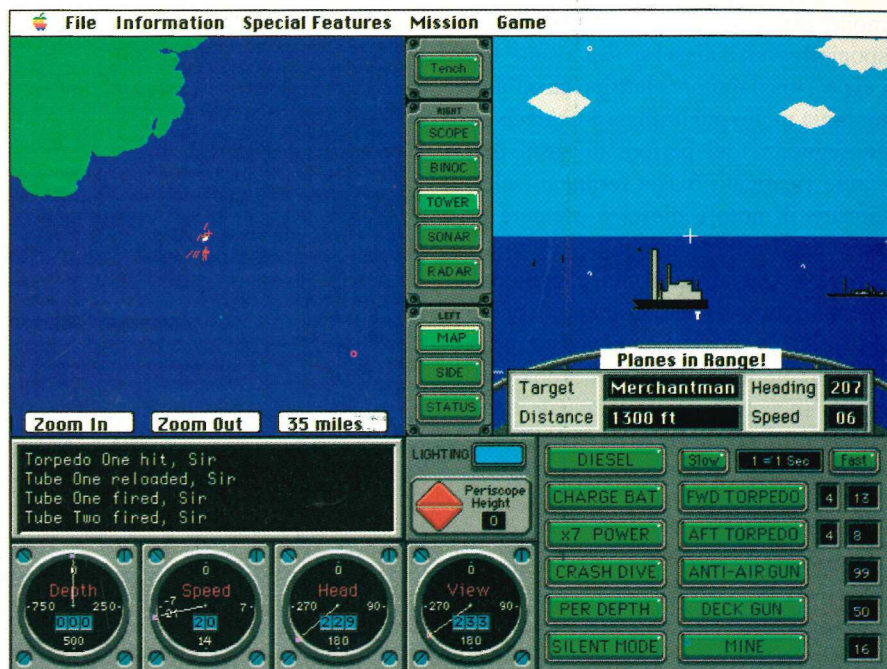 File Information Special Features Mission Game
Tench
RIGHT
SCOPE
BINOC
TOWER
SONAR
RADAR
LEFT
MAP
SIDE
STATUS
Zoom In Zoom Out 35 miles
Planes in Range!
Target Merchantman Heading 207
Distance 1300 ft Speed 06
Torpedo One hit, Sir
Tube One reloaded, Sir
Tube One fired, Sir
Tube Two fired, Sir
LIGHTING
Periscope
Height
0
DIESEL Slow 1 = 1 Sec Fast
CHARGE BAT FWD TORPEDO 4 13
x7 POWER AFT TORPEDO 4 8
CRASH DIVE ANTI-AIR GUN 99
PER DEPTH DECK GUN 50
SILENT MODE MINE 16
0
Depth
-750 250-
000
500
0
Speed
-7 7-
-21
20
14
0
Head
-270 90-
229
180
0
View
-270 90-
233
180